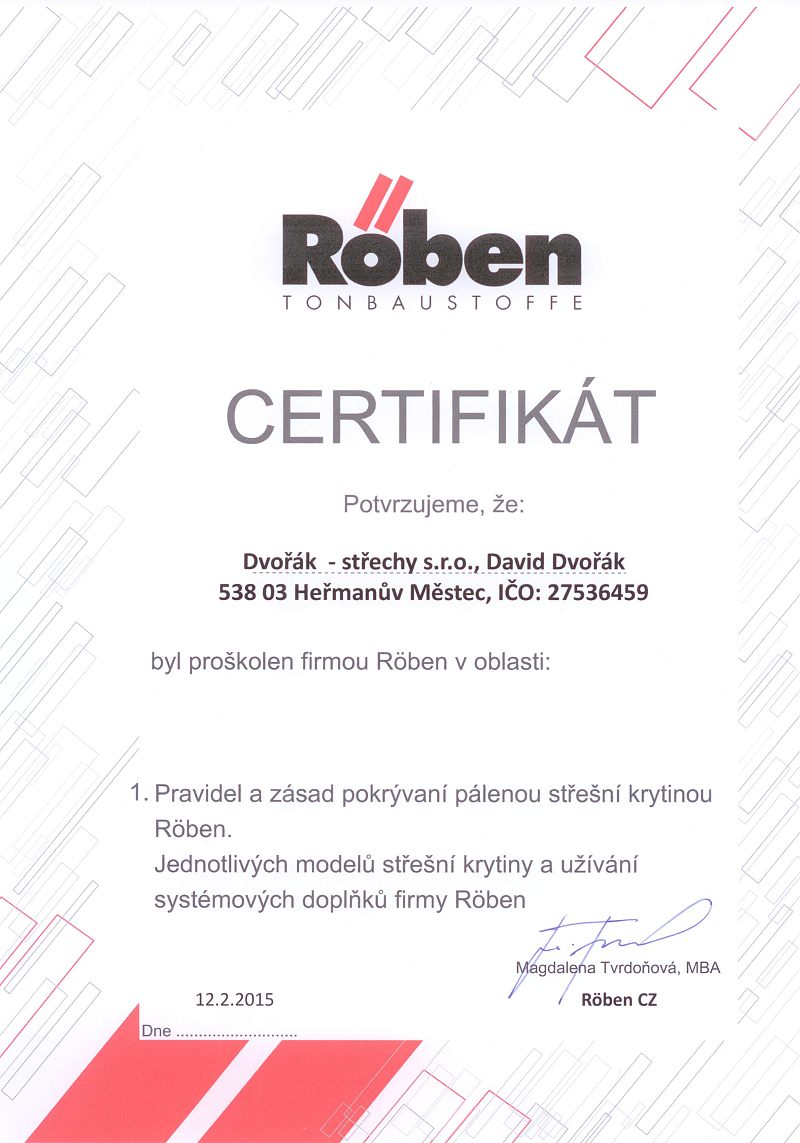 Röben
TONBAUSTOFFE
CERTIFIKÁT
Potvrzujeme, že:
Dvořák - střechy s.r.o., David Dvořák
538 03 Heřmanův Městec, IČO: 27536459
byl proškolen firmou Röben v oblasti:
1. Pravidel a zásad pokrývaní pálenou střešní krytinou
Röben.
Jednotlivých modelů střešní krytiny a užívání
systémových doplňků firmy Röben
Magdalena Tvrdoňová, MBA
12.2.2015 Röben CZ
Dne ...........................